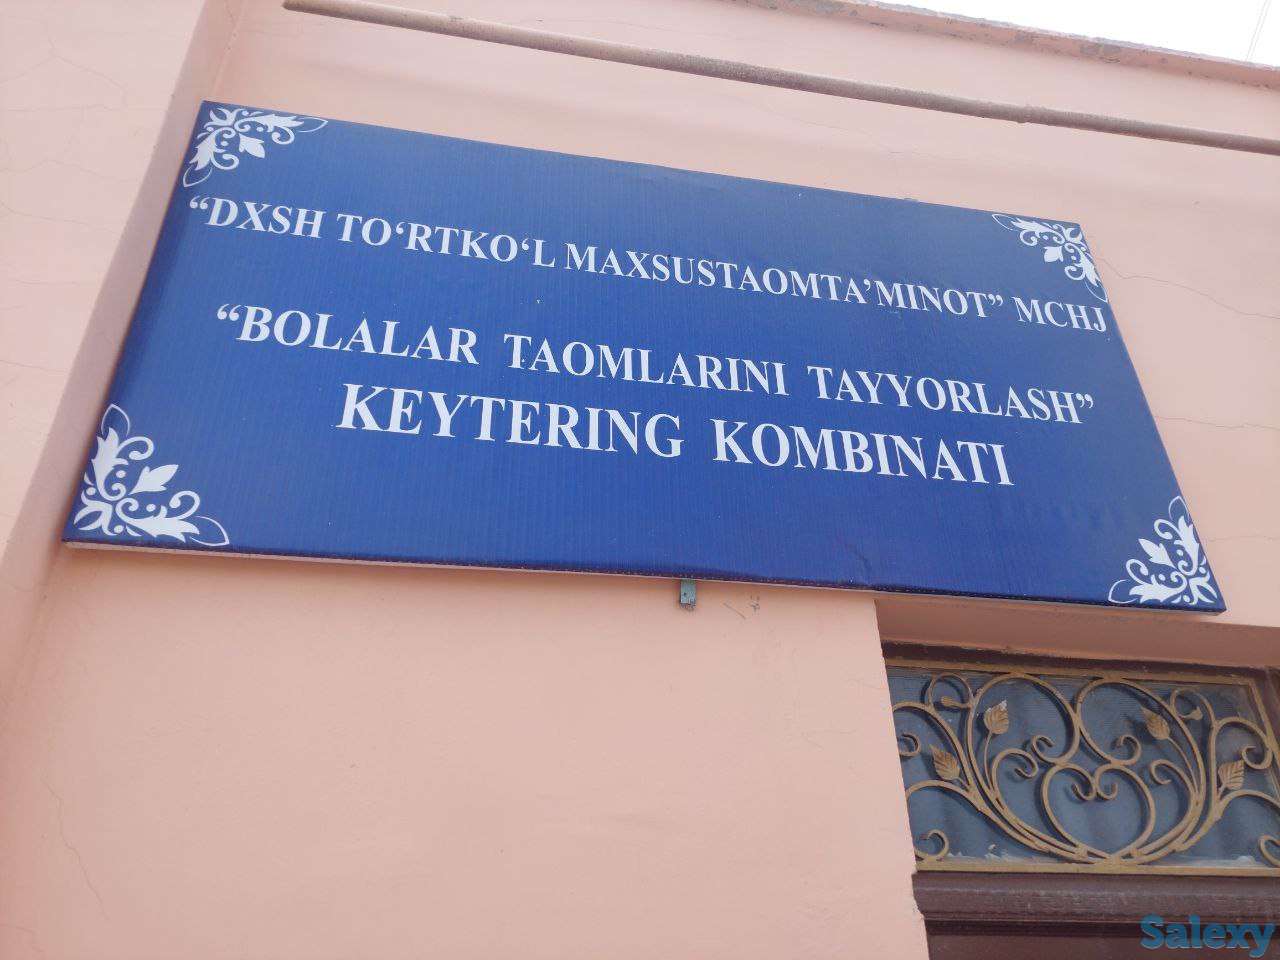 “DXSH TO‘RTKO‘L MAXSUSTAOMTA’MINOT” MCHJ
“BOLALAR TAOMLARINI TAYYORLASH”
KEYTERING KOMBINATI
Salexy